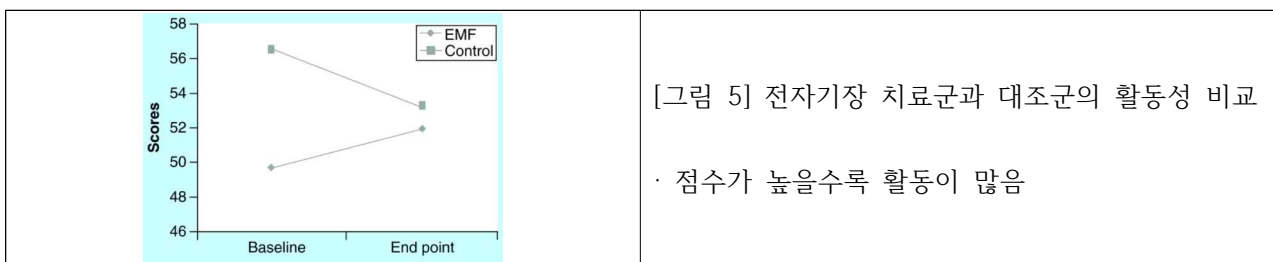 58
56
54
52
50
48
46
Scores
EMF
Control
Baseline
End point
[그림 5] 전자기장 치료군과 대조군의 활동성 비교
· 점수가 높을수록 활동이 많음